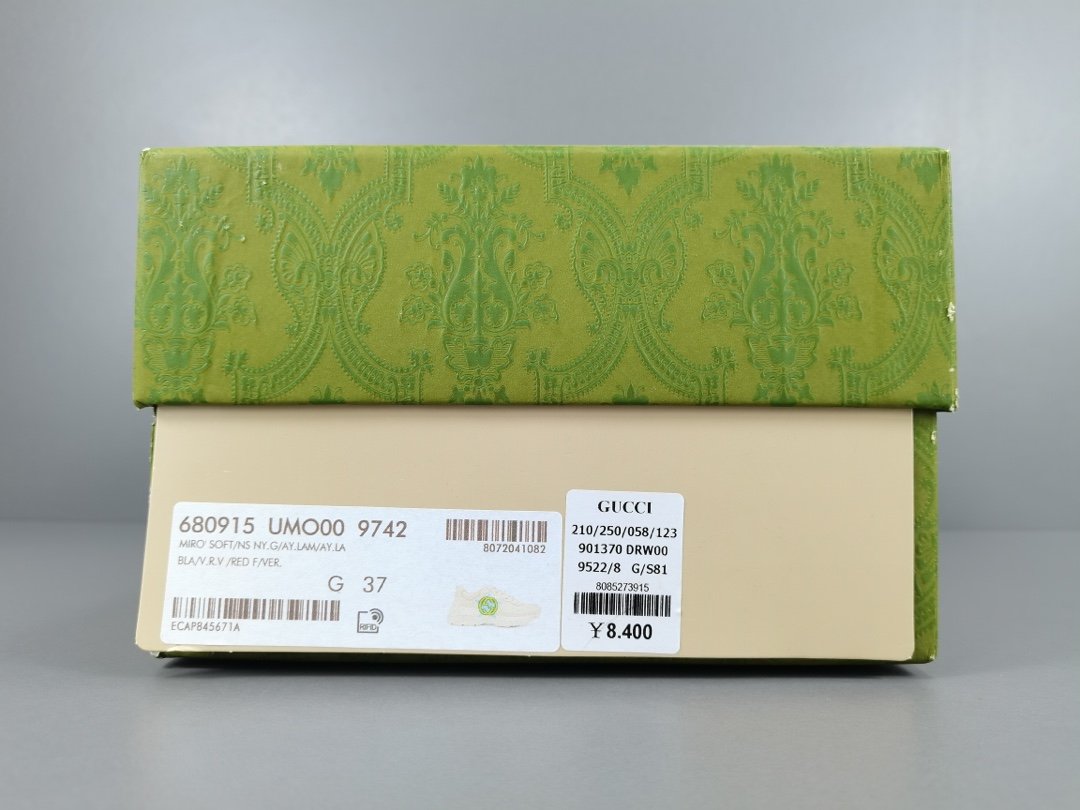 680915 UMO00 9742
MIRO' SOFT/NS NY.G/AY.LAM/AY.LA
BLA/V.R.V /RED F/VER.
8072041082
G 37
ECAP845671A
RFID
GUCCI
210/250/058/123
901370 DRW00
9522/8 G/S81
8085273915
￥8.400